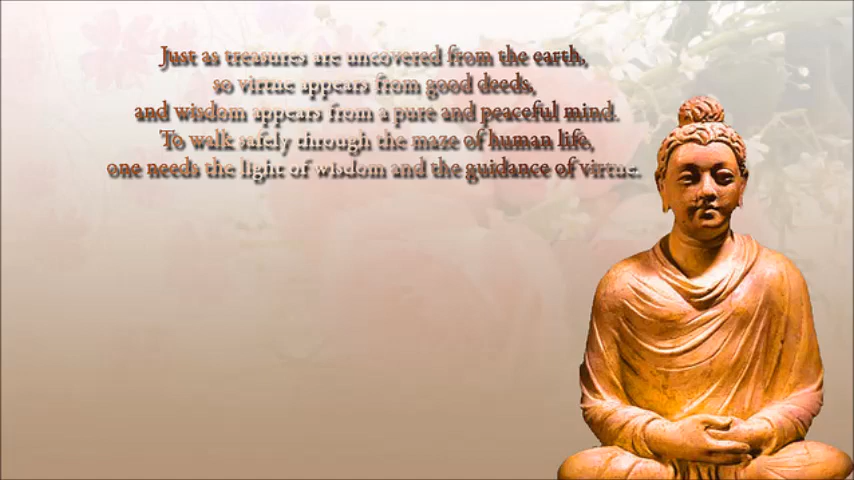 Just as treasures are uncovered from the earth,
so virtue appears from good deeds,
and wisdom appears from a pure and peaceful mind.
To walk safely through the maze of human life,
one needs the light of wisdom and the guidance of virtue.